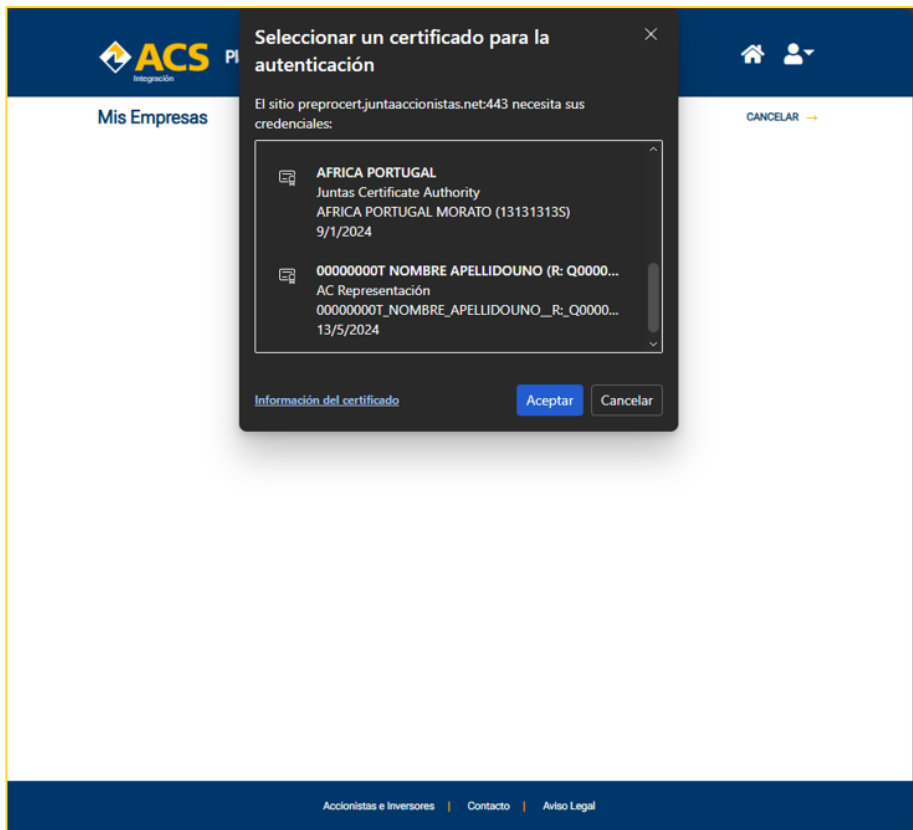 ACS
Integración
Seleccionar un certificado para la
autenticación
El sitio preprocert.juntaaccionistas.net:443 necesita sus
credenciales:
AFRICA PORTUGAL
Juntas Certificate Authority
AFRICA PORTUGAL MORATO (13131313S)
9/1/2024
00000000T NOMBRE APELLIDOUNO (R: Q0000...
AC Representación
00000000T_NOMBRE_APELLIDOUNO__R:_Q0000...
13/5/2024
Información del certificado
Aceptar
Cancelar
Mis Empresas
CANCELAR →
Accionistas e Inversores | Contacto | Aviso Legal